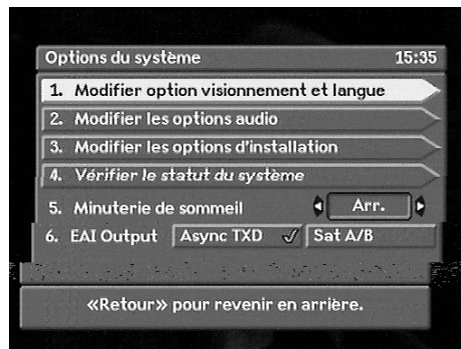 Options du système 15:35
1. Modifier option visionnement et langue
2. Modifier les options audio
3. Modifier les options d'installation
4. Vérifier le statut du système
5. Minuterie de sommeil Arr.
6. EAI Output Async TXD ✓ Sat A/B
«Retour» pour revenir en arrière.